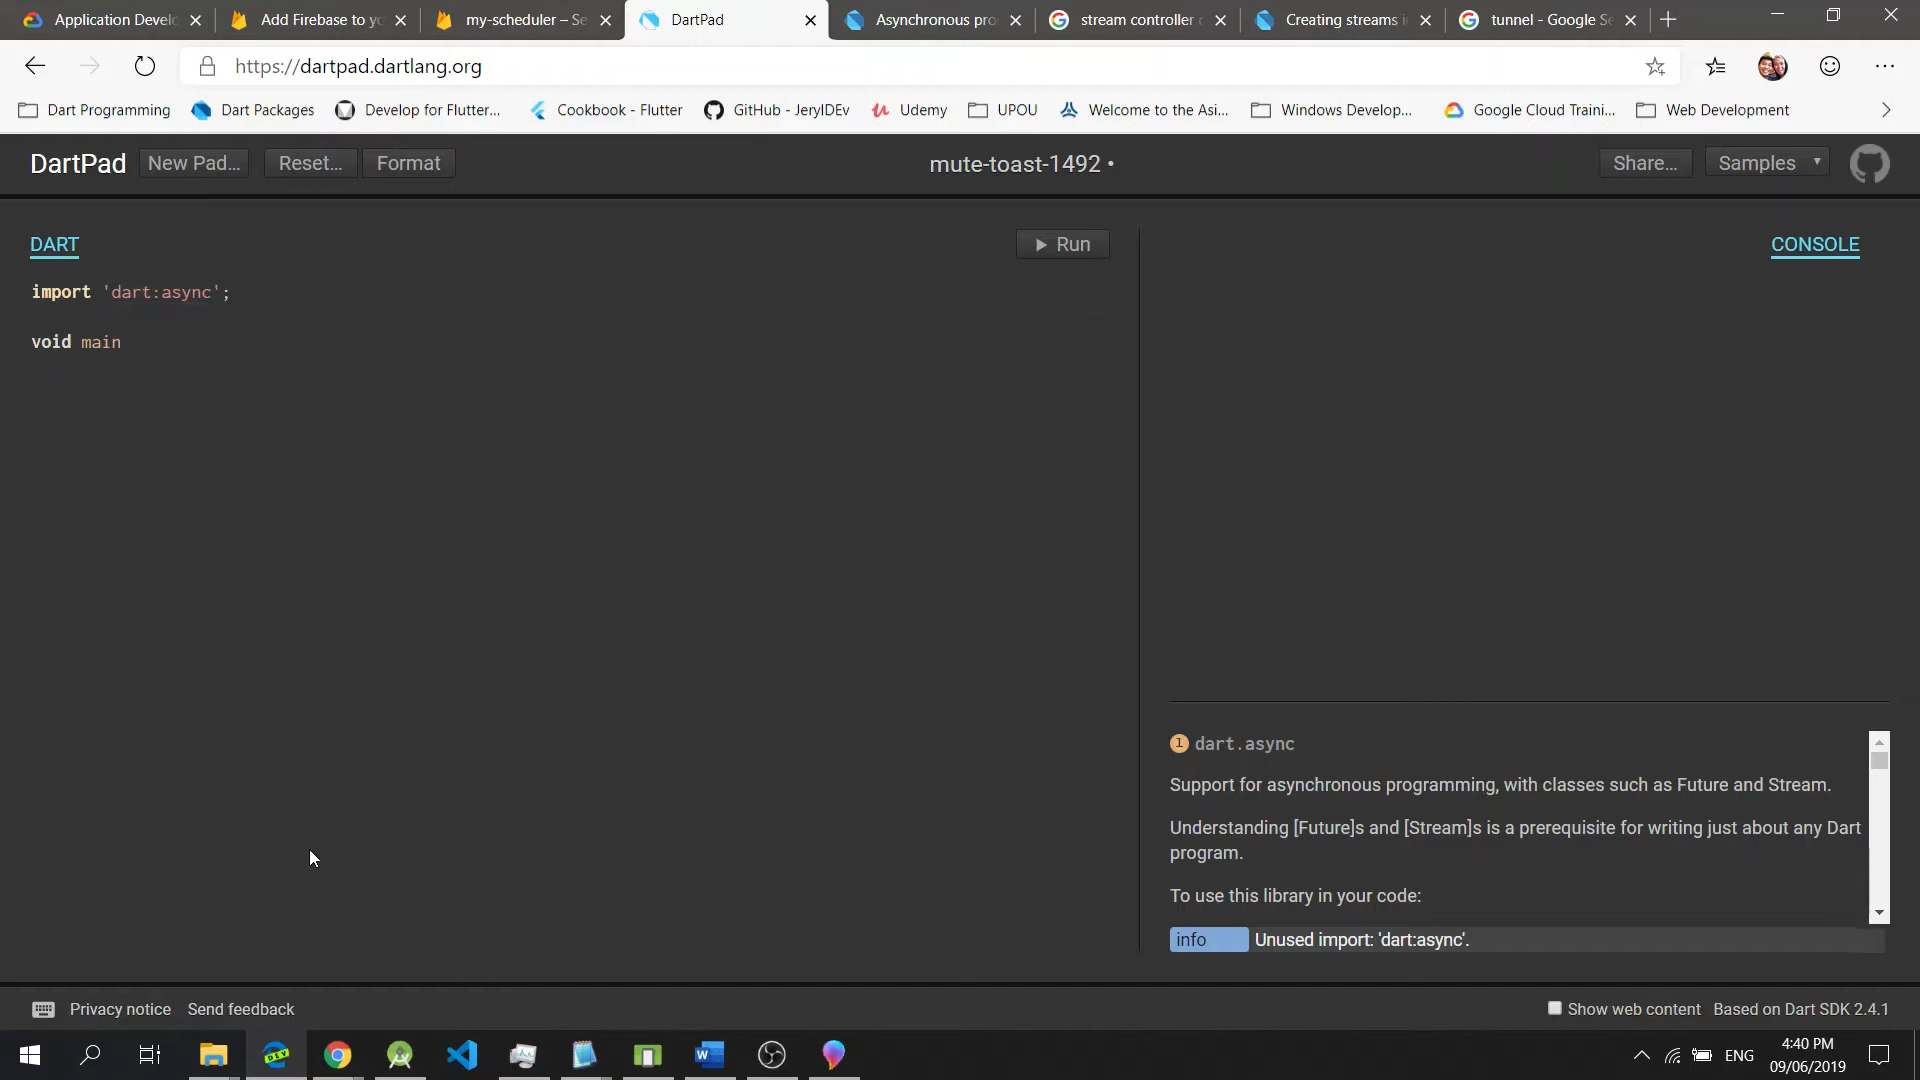 Application Develo
Add Firebase to yo
my-scheduler – Se
DartPad
Asynchronous pro
stream controller
Creating streams i
tunnel - Google Se
https://dartpad.dartlang.org
Dart Programming
Dart Packages
Develop for Flutter...
Cookbook - Flutter
GitHub - JerylDEv
Udemy
UPOU
Welcome to the Asi...
Windows Develop...
Google Cloud Traini...
Web Development
DartPad
New Pad...
Reset...
Format
mute-toast-1492 •
Share...
Samples
DART
Run
CONSOLE
import 'dart:async';
void main
1 dart.async
Support for asynchronous programming, with classes such as Future and Stream.
Understanding [Future]s and [Stream]s is a prerequisite for writing just about any Dart
program.
To use this library in your code:
info Unused import: 'dart:async'.
Privacy notice
Send feedback
Show web content
Based on Dart SDK 2.4.1
DEV
ENG
4:40 PM
09/06/2019